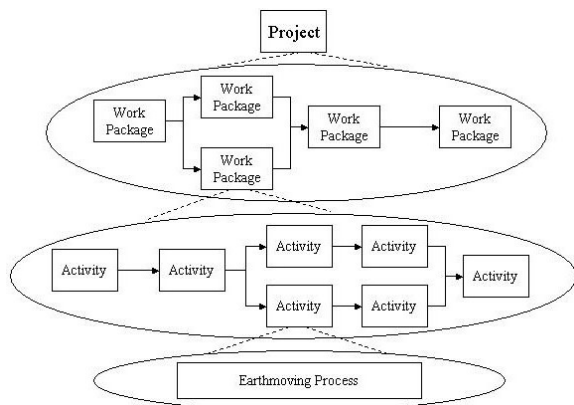 Project
Work
Package
Work
Package
Work
Package
Work
Package
Work
Package
Activity
Activity
Activity
Activity
Activity
Activity
Activity
Earthmoving Process